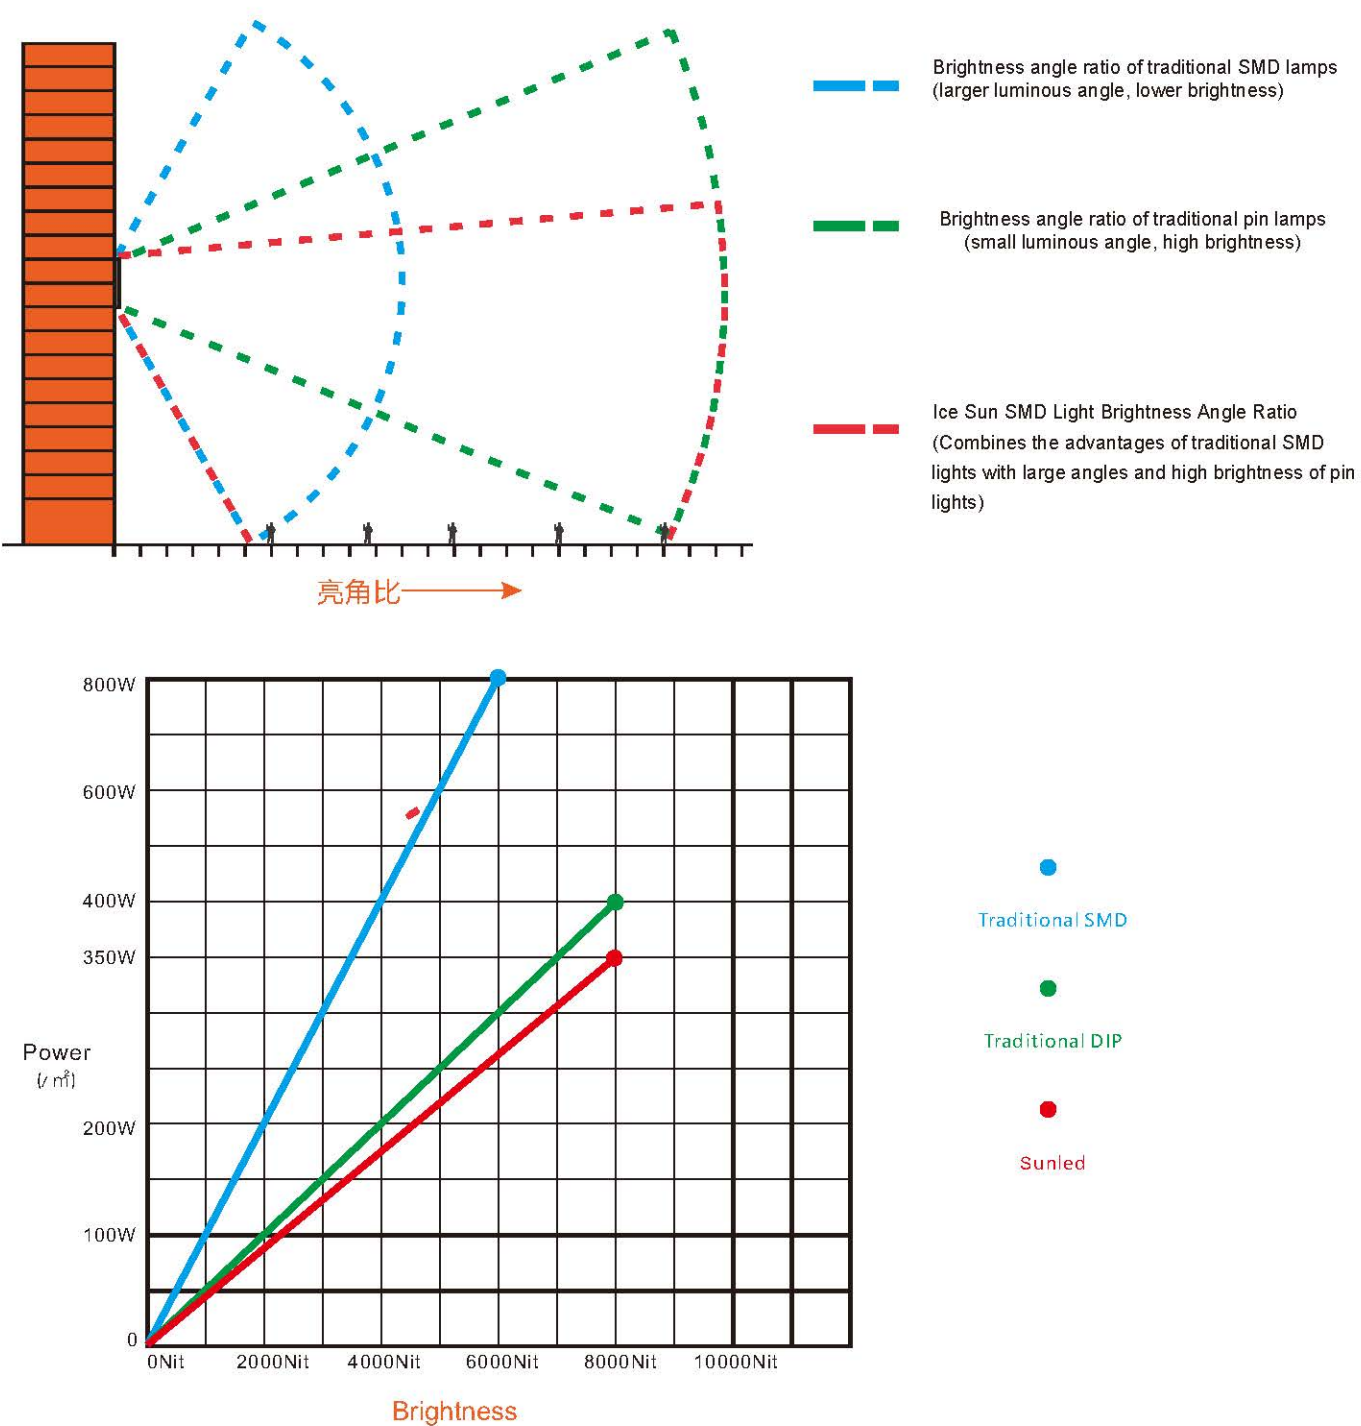 Brightness angle ratio of traditional SMD lamps
(larger luminous angle, lower brightness)
Brightness angle ratio of traditional pin lamps
(small luminous angle, high brightness)
Ice Sun SMD Light Brightness Angle Ratio
(Combines the advantages of traditional SMD
lights with large angles and high brightness of pin
lights)
亮角比
800W
600W
400W
350W
Power
(/㎡)
200W
100W
0
0Nit
2000Nit
4000Nit
6000Nit
8000Nit
10000Nit
Brightness
Traditional SMD
Traditional DIP
Sunled